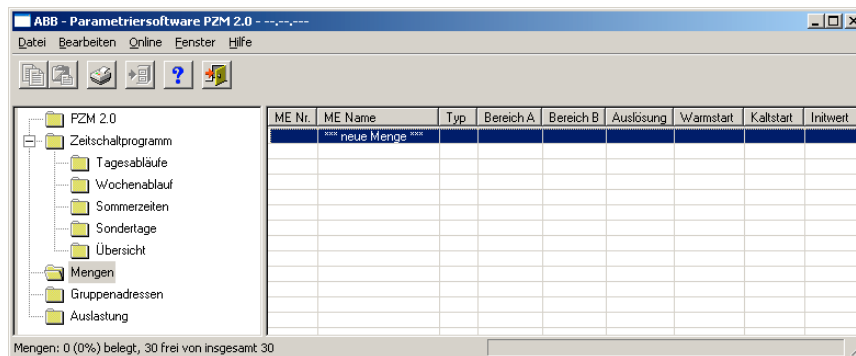 ABB - Parametriersoftware PZM 2.0 - --.--.---
Datei Bearbeiten Online Fenster Hilfe
PZM 2.0
Zeitschaltprogramm
Tagesabläufe
Wochenablauf
Sommerzeiten
Sondertage
Übersicht
Mengen
Gruppenadressen
Auslastung
ME Nr. ME Name Typ Bereich A Bereich B Auslösung Warmstart Kaltstart Initwert
*** neue Menge ***
Mengen: 0 (0%) belegt, 30 frei von insgesamt 30